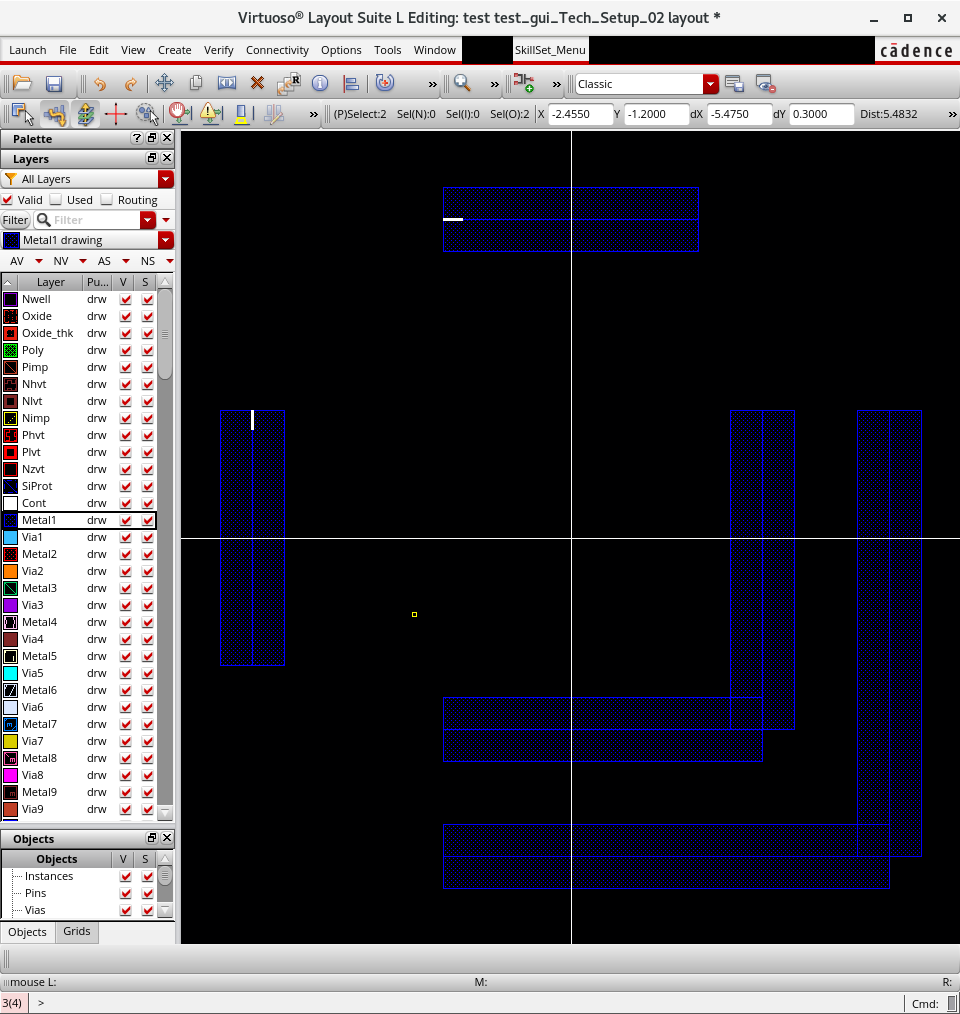 Virtuoso® Layout Suite L Editing: test test_gui_Tech_Setup_02 layout *
Launch File Edit View Create Verify Connectivity Options Tools Window SkillSet_Menu cādence
» » » Classic
» (P)Select:2 Sel(N):0 Sel(I):0 Sel(O):2 X -2.4550 Y -1.2000 dX -5.4750 dY 0.3000 Dist:5.4832 »
Palette ?
Layers
All Layers
Valid Used Routing
Filter Filter
Metal1 drawing
AV NV AS NS
Layer Pu... V S
Nwell drw
Oxide drw
Oxide_thk drw
Poly drw
Pimp drw
Nhvt drw
Nlvt drw
Nimp drw
Phvt drw
Plvt drw
Nzvt drw
SiProt drw
Cont drw
Metal1 drw
Via1 drw
Metal2 drw
Via2 drw
Metal3 drw
Via3 drw
Metal4 drw
Via4 drw
Metal5 drw
Via5 drw
Metal6 drw
Via6 drw
Metal7 drw
Via7 drw
Metal8 drw
Via8 drw
Metal9 drw
Via9 drw
Objects
Objects V S
Instances
Pins
Vias
Objects Grids
mouse L: M: R:
3(4) > Cmd: